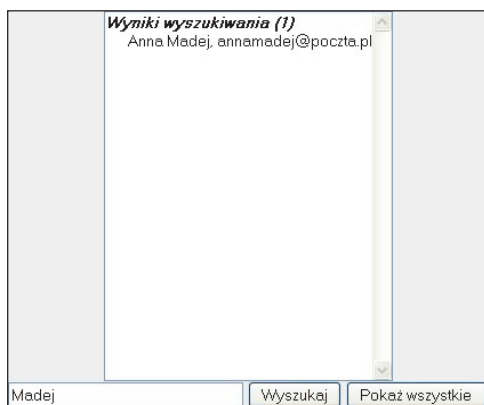 Wyniki wyszukiwania (1)
Anna Madej, annamadej@poczta.pl
Madej
Wyszukaj
Pokaż wszystkie